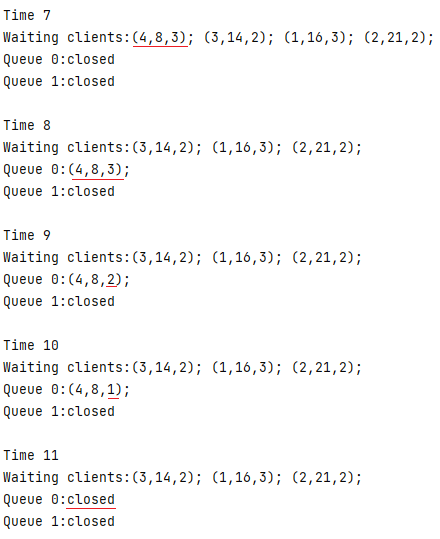 Time 7
Waiting clients:(4,8,3); (3,14,2); (1,16,3); (2,21,2);
Queue 0:closed
Queue 1:closed
Time 8
Waiting clients:(3,14,2); (1,16,3); (2,21,2);
Queue 0:(4,8,3);
Queue 1:closed
Time 9
Waiting clients:(3,14,2); (1,16,3); (2,21,2);
Queue 0:(4,8,2);
Queue 1:closed
Time 10
Waiting clients:(3,14,2); (1,16,3); (2,21,2);
Queue 0:(4,8,1);
Queue 1:closed
Time 11
Waiting clients:(3,14,2); (1,16,3); (2,21,2);
Queue 0:closed
Queue 1:closed